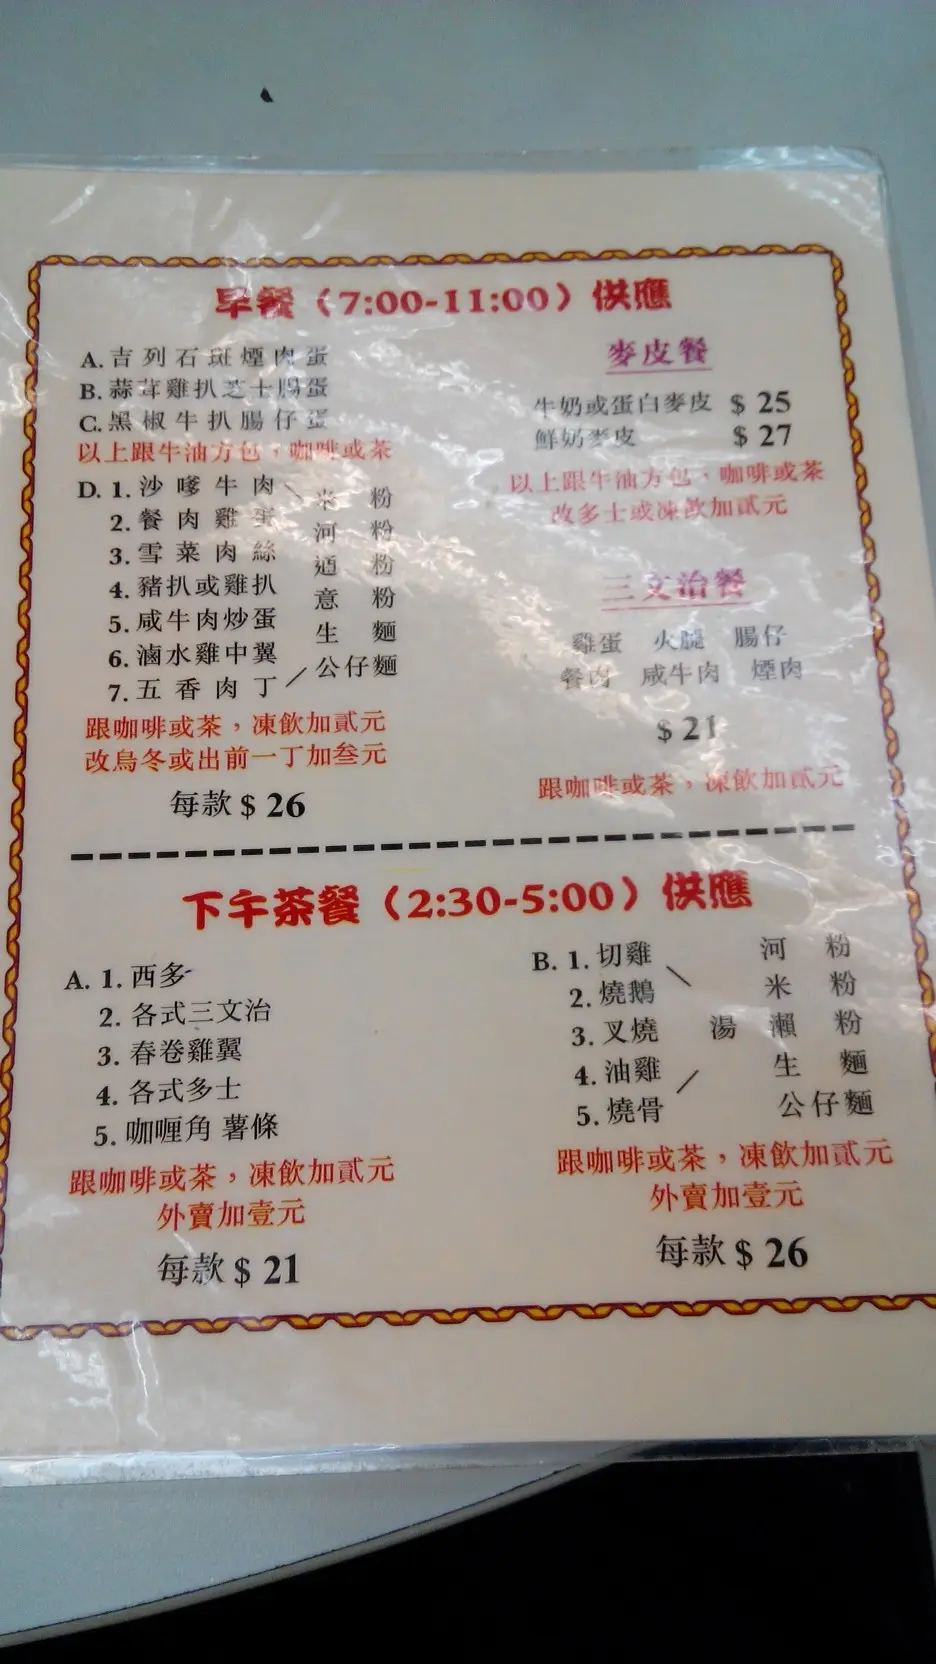 早餐（7:00-11:00）供應
A. 吉列石斑煙肉蛋
B. 蒜茸雞扒芝士腸蛋
C. 黑椒牛扒腸仔蛋
以上跟牛油方包，咖啡或茶
D. 1. 沙嗲牛肉
2. 餐肉雞蛋
3. 雪菜肉絲
4. 豬扒或雞扒
5. 咸牛肉炒蛋
6. 滷水雞中翼
7. 五香肉丁
米粉
河粉
通粉
意粉
生麵
公仔麵
跟咖啡或茶，凍飲加貳元
改烏冬或出前一丁加叁元
每款 $ 26
麥皮餐
牛奶或蛋白麥皮 $ 25
鮮奶麥皮 $ 27
以上跟牛油方包，咖啡或茶
改多士或凍飲加貳元
三文治餐
雞蛋 火腿 腸仔
餐肉 咸牛肉 煙肉
$ 21
跟咖啡或茶，凍飲加貳元
下午茶餐（2:30-5:00）供應
A. 1. 西多
2. 各式三文治
3. 春卷雞翼
4. 各式多士
5. 咖喱角 薯條
跟咖啡或茶，凍飲加貳元
外賣加壹元
每款 $ 21
B. 1. 切雞
2. 燒鵝
3. 叉燒
4. 油雞
5. 燒骨
河粉
米粉
湯瀨粉
生麵
公仔麵
跟咖啡或茶，凍飲加貳元
外賣加壹元
每款 $ 26